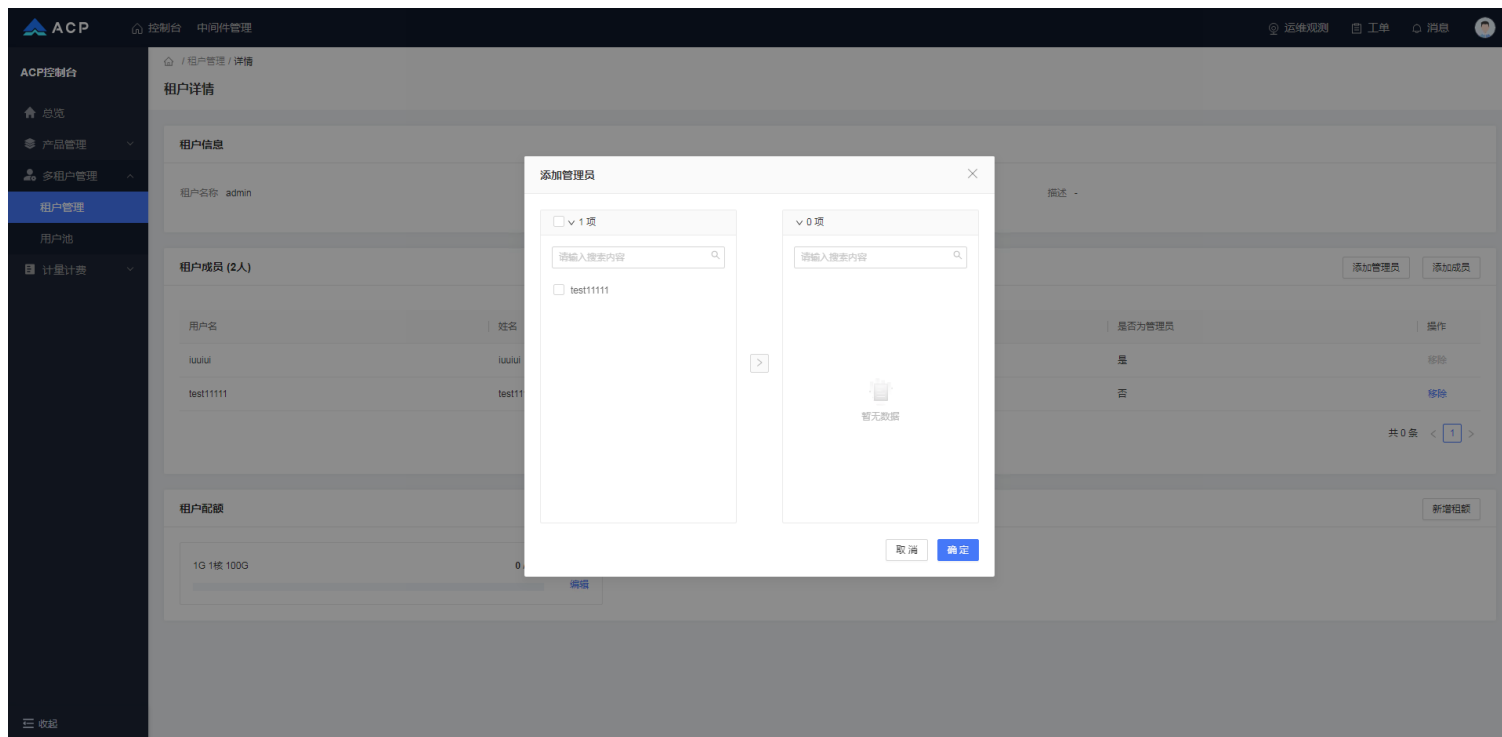 ACP 控制台 中间件管理 运维观测 工单 消息
ACP控制台
总览
产品管理
多租户管理
租户管理
用户池
计量计费
收起
/ 租户管理 / 详情
租户详情
租户信息
租户名称 admin 描述 -
租户成员 (2人) 添加管理员 添加成员
用户名 姓名 是否为管理员 操作
iuuiui iuuiui 是 移除
test11111 test11 否 移除
共 0 条 < 1 >
租户配额 新增租额
1G 1核 100G 0
编辑
添加管理员
1 项 0 项
请输入搜索内容 请输入搜索内容
test11111
>
暂无数据
取消 确定